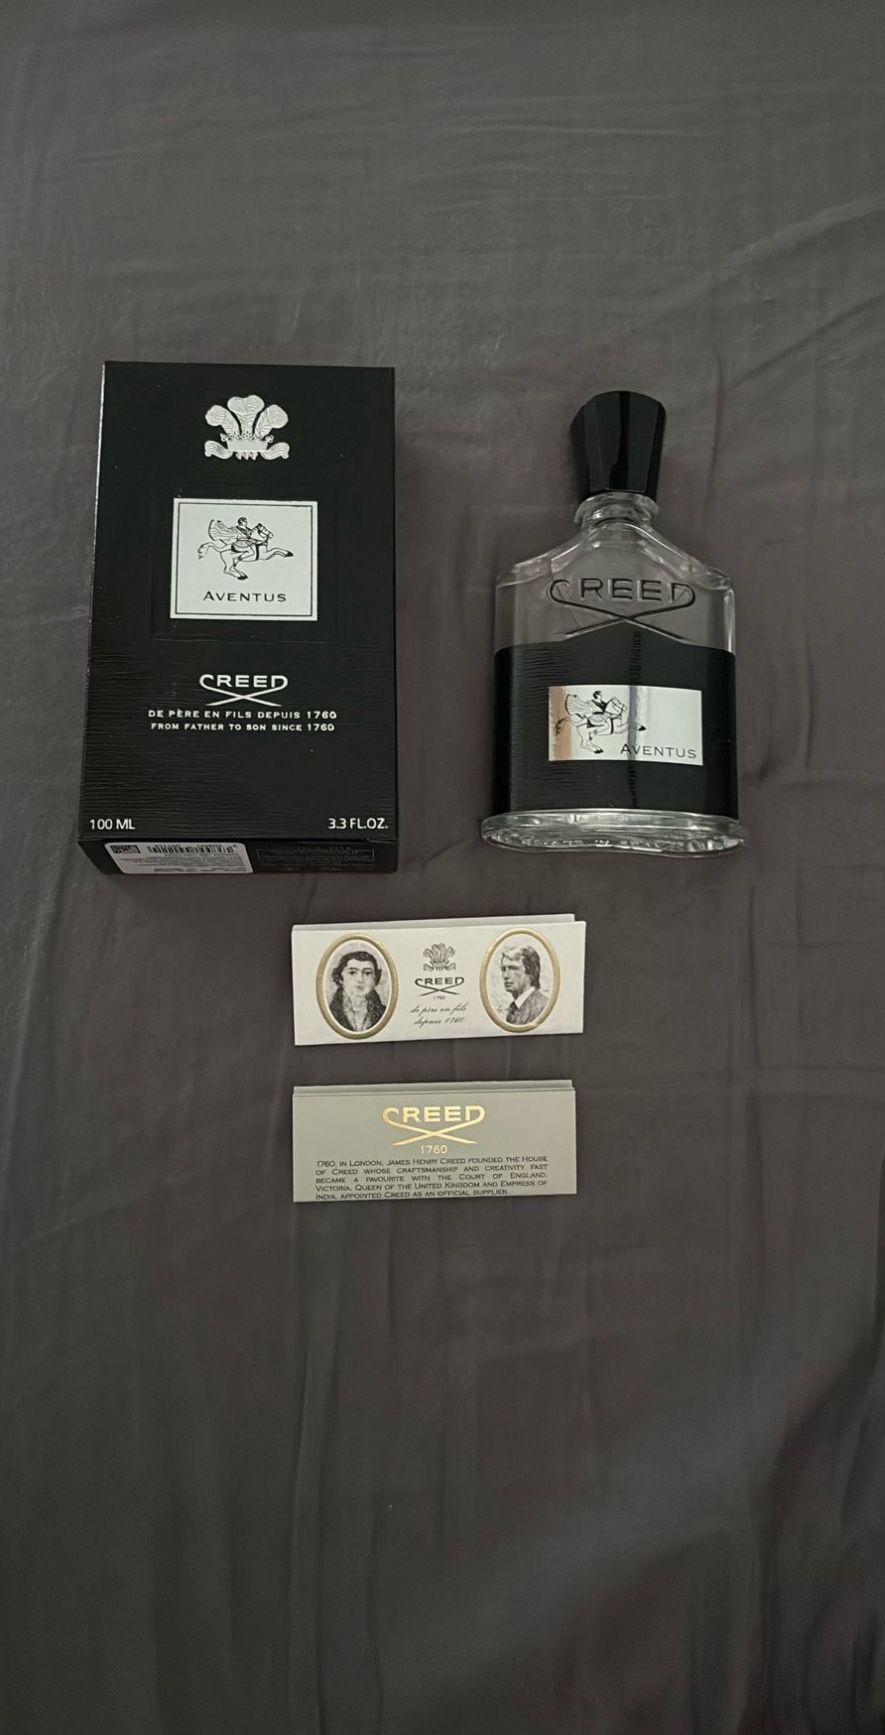 AVENTUS
CREED
DE PÈRE EN FILS DEPUIS 1760
FROM FATHER TO SON SINCE 1760
100 ML
3.3 FL.OZ.
CREED
AVENTUS
CREED
1760
de père en fils
depuis 1760
CREED
1760
1760, IN LONDON, JAMES HENRY CREED FOUNDED THE HOUSE
OF CREED WHOSE CRAFTSMANSHIP AND CREATIVITY FAST
BECAME A FAVOURITE WITH THE COURT OF ENGLAND.
VICTORIA, QUEEN OF THE UNITED KINGDOM AND EMPRESS OF
INDIA, APPOINTED CREED AS AN OFFICIAL SUPPLIER.